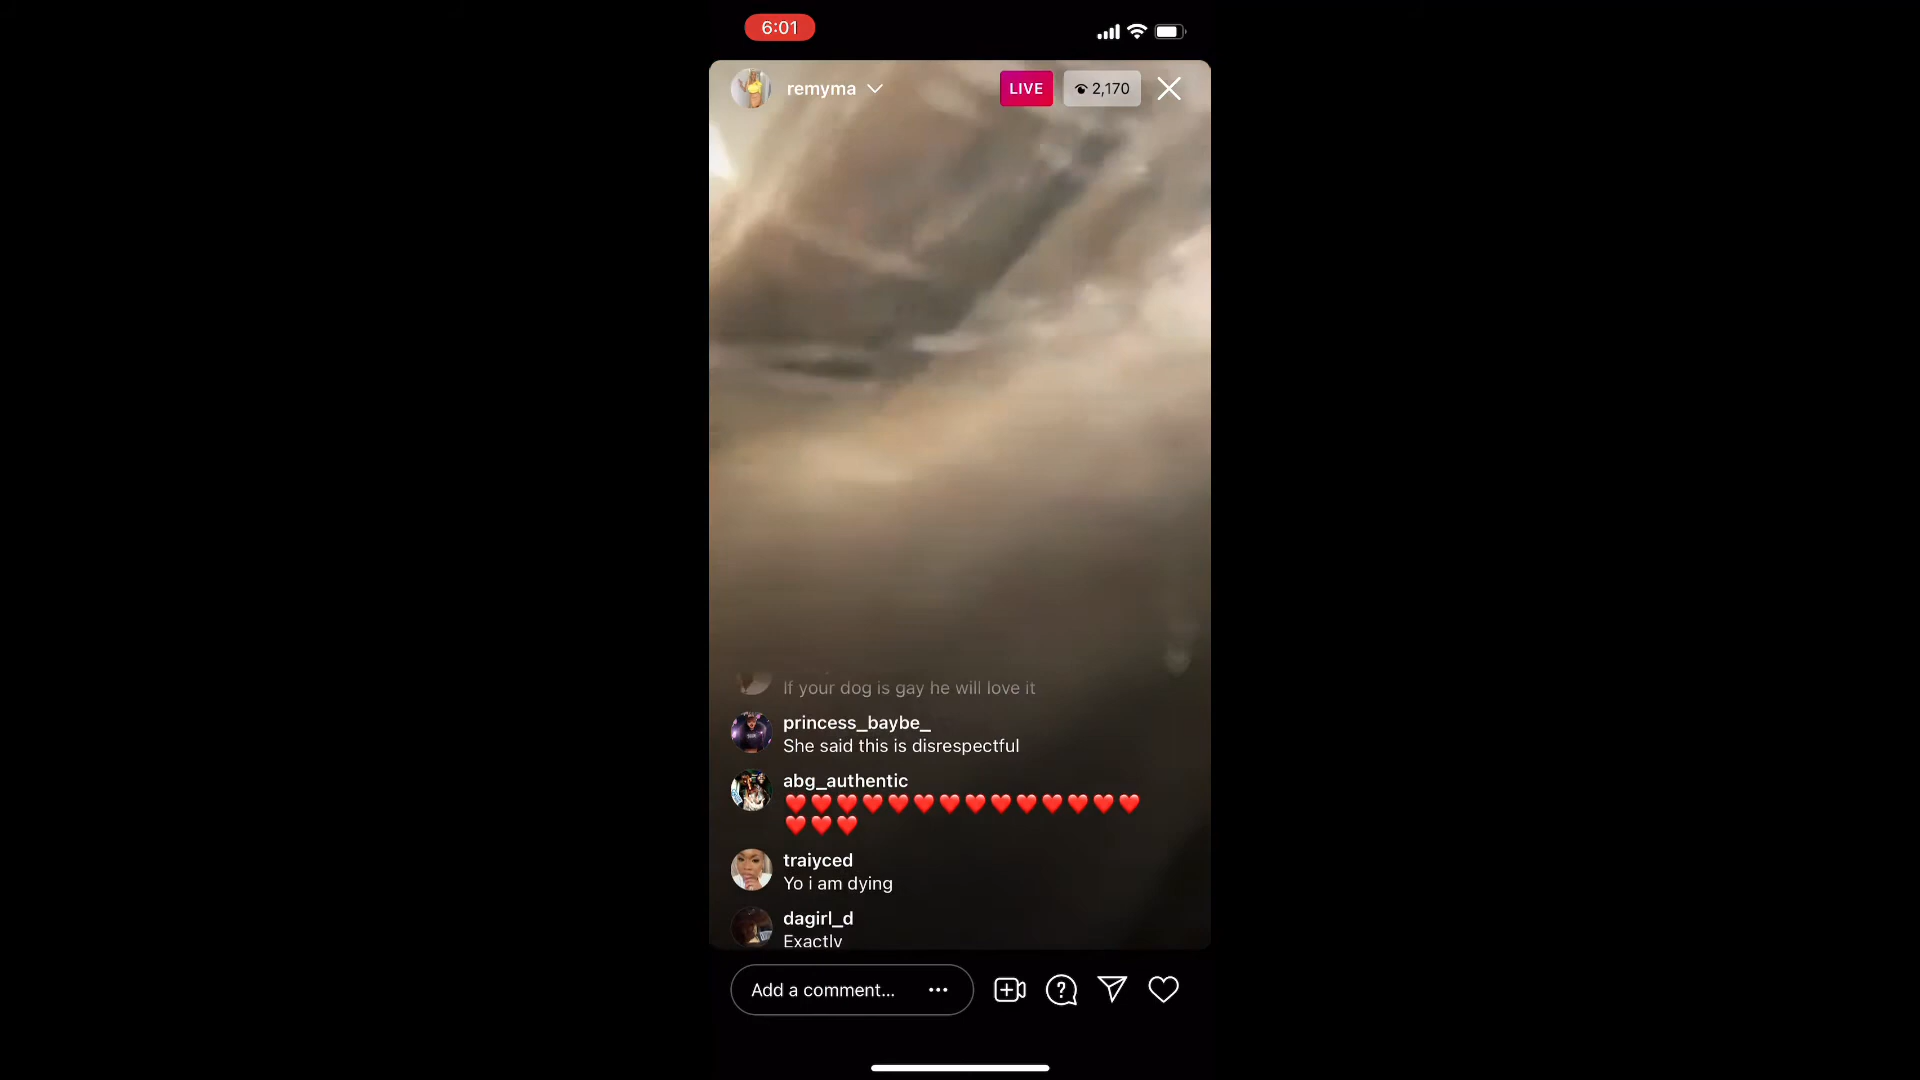 6:01
remyma
LIVE
2,170
If your dog is gay he will love it
princess_baybe_
She said this is disrespectful
abg_authentic
❤️❤️❤️❤️❤️❤️❤️❤️❤️❤️❤️❤️❤️❤️
❤️❤️❤️
traiyced
Yo i am dying
dagirl_d
Exactly
Add a comment...